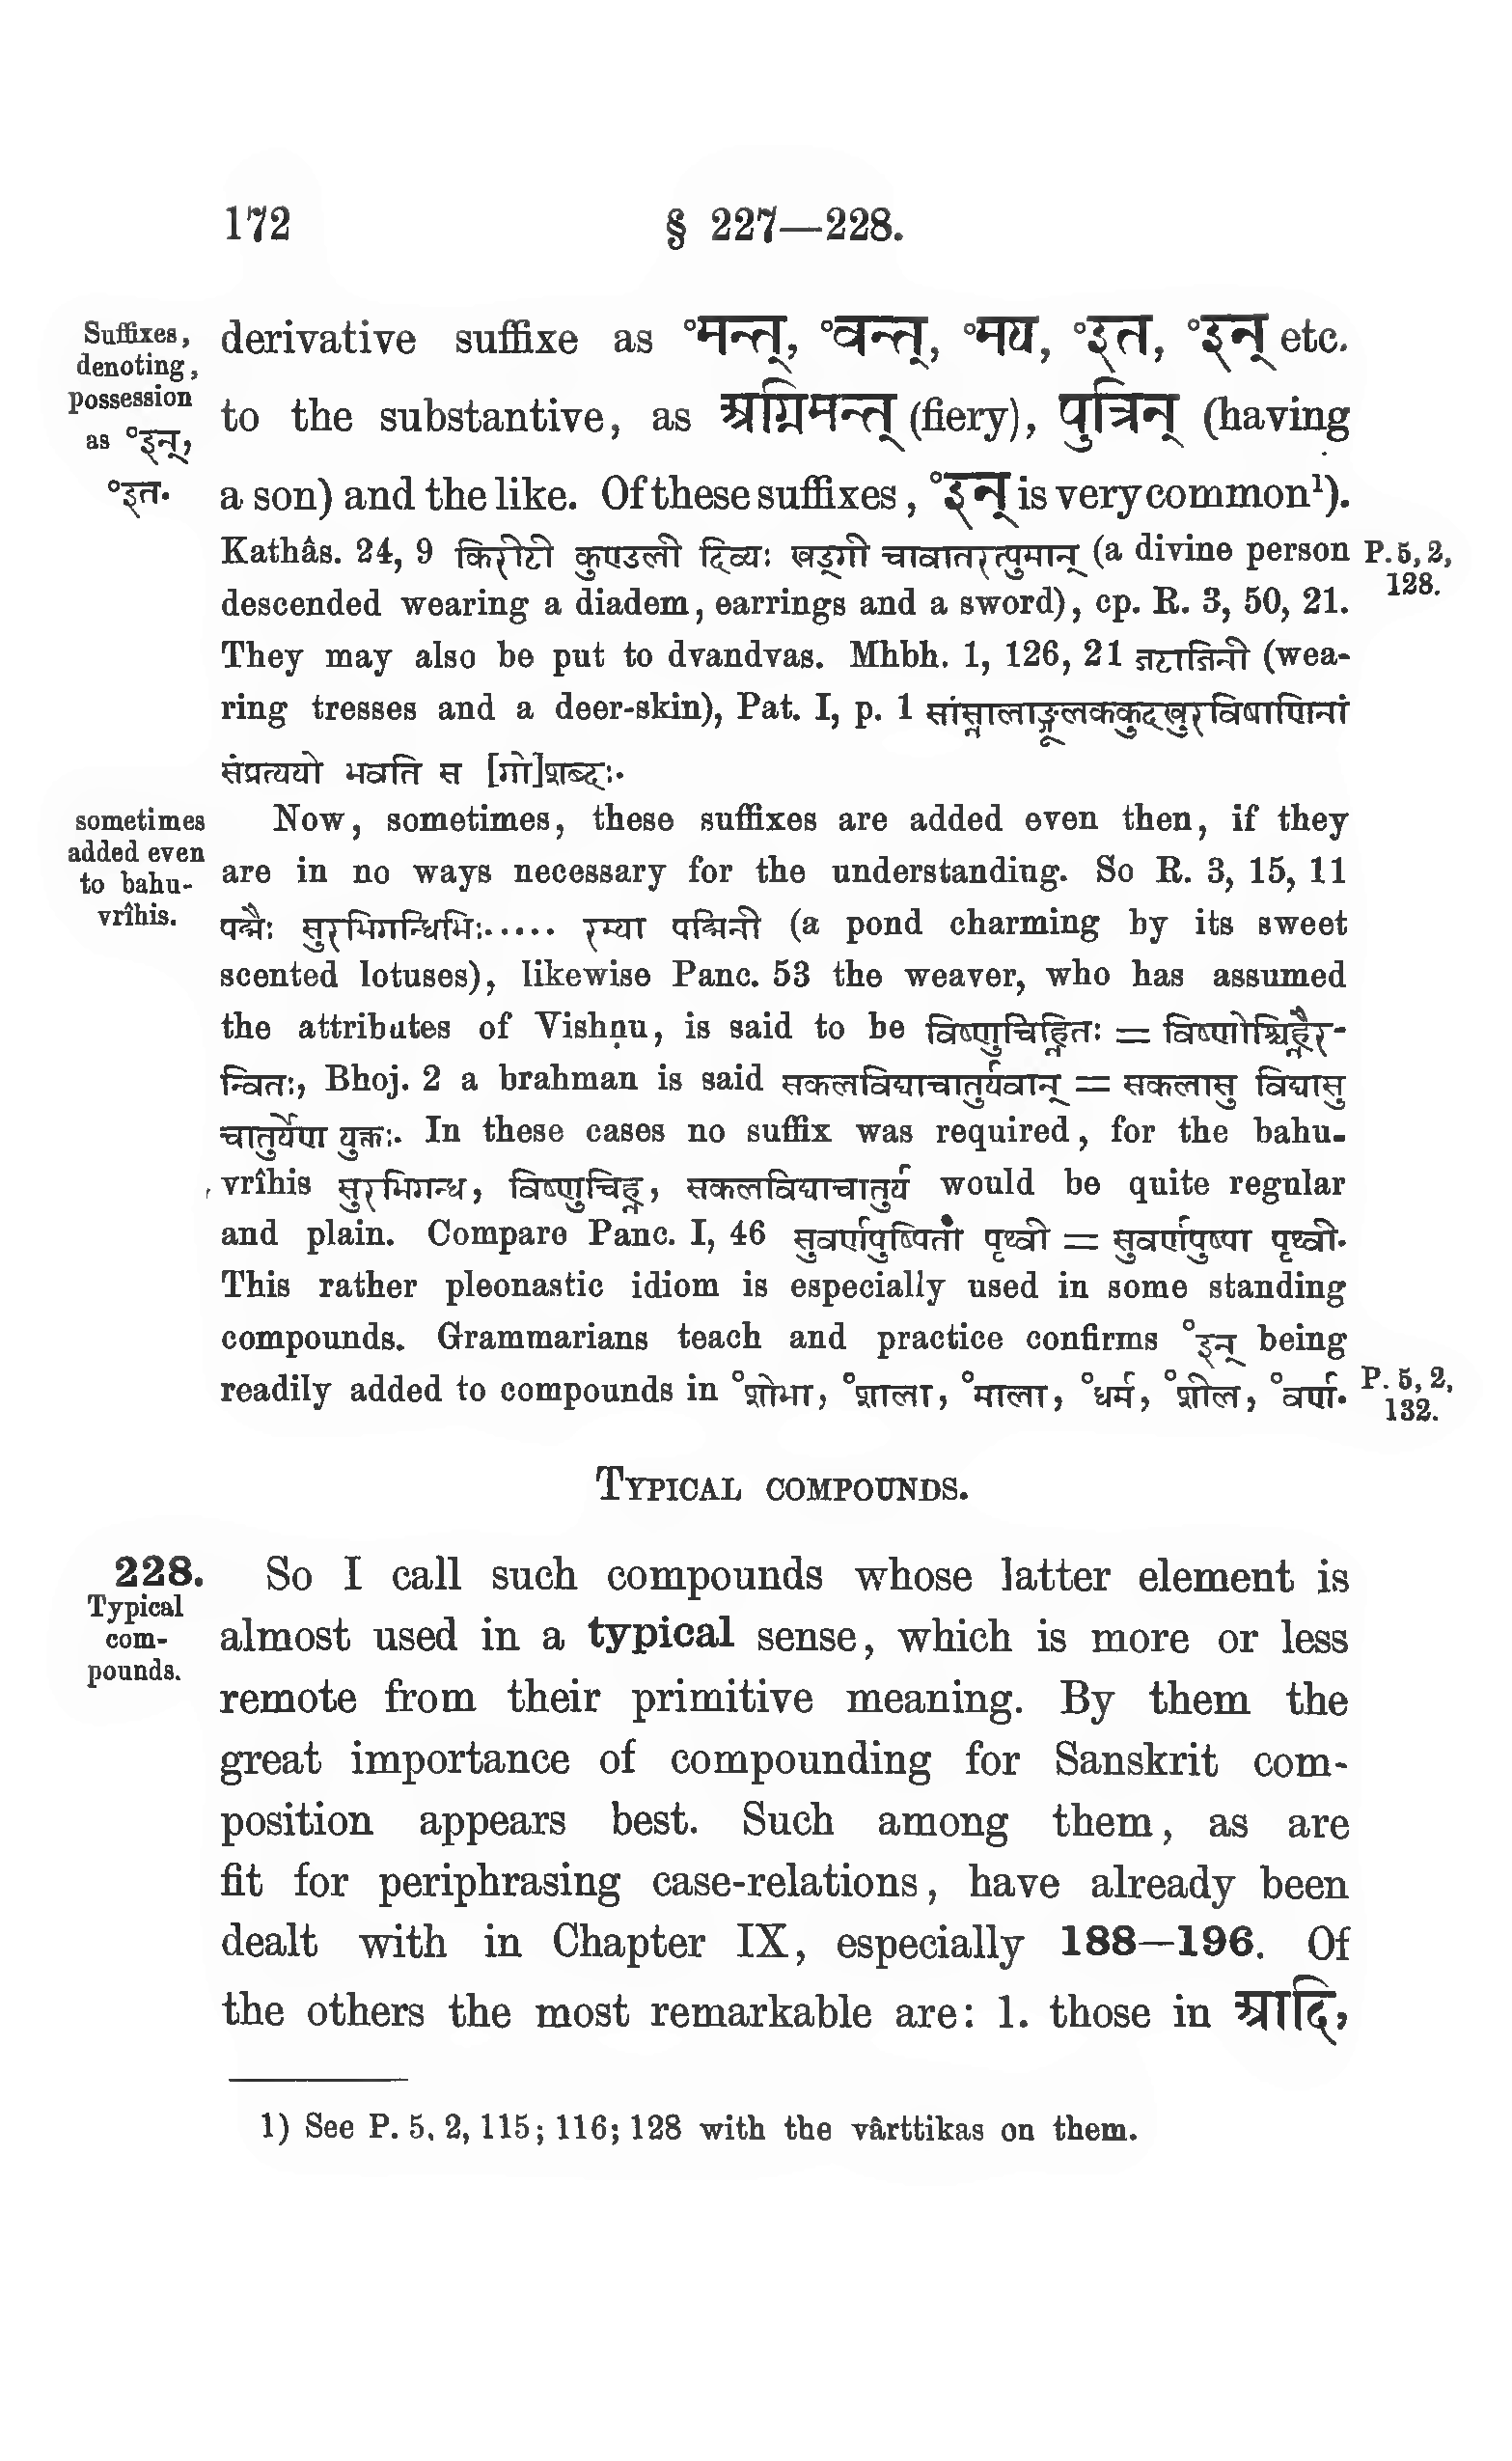 172 § 227—228.
Suffixes,
denoting,
possession
as °इन्,
°इत.
derivative suffixe as °मन्त्, °वन्त्, °मय, °इत, °इन् etc.
to the substantive, as अग्निमन्त् (fiery), पुत्रिन् (having
a son) and the like. Of these suffixes, °इन् is very common¹).
Kathâs. 24, 9 किरीटी कुण्डली दिव्यः खड्गी चावातरत्पुमान् (a divine person
P. 5, 2,
128.
descended wearing a diadem, earrings and a sword), cp. R. 3, 50, 21.
They may also be put to dvandvas. Mhbh. 1, 126, 21 जटाजिनी (wea-
ring tresses and a deer-skin), Pat. I, p. 1 सांस्नालाङ्गूलककुदखुरविषाणिनां
संप्रत्ययो भवति स [गो]शब्दः.
sometimes
added even
to bahu-
vrîhis.
Now, sometimes, these suffixes are added even then, if they
are in no ways necessary for the understanding. So R. 3, 15, 11
पद्मैः सुरभिगन्धिभिः..... रम्या पद्मिनी (a pond charming by its sweet
scented lotuses), likewise Panc. 53 the weaver, who has assumed
the attributes of Vishṇu, is said to be विष्णुचिह्नितः = विष्णोश्चिह्नैर-
न्वितः, Bhoj. 2 a brahman is said सकलविद्याचातुर्यवान् = सकलासु विद्यासु
चातुर्येण युक्तः. In these cases no suffix was required, for the bahu-
vrîhis सुरभिगन्ध, विष्णुचिह्न, सकलविद्याचातुर्य would be quite regular
and plain. Compare Panc. I, 46 सुवर्णपुष्पितां पृथ्वी = सुवर्णपुष्पा पृथ्वी.
This rather pleonastic idiom is especially used in some standing
compounds. Grammarians teach and practice confirms °इन् being
readily added to compounds in °शोभा, °शाला, °माला, °धर्म, °शील, °वर्ण.
P. 5, 2,
132.
TYPICAL COMPOUNDS.
228.
Typical
com-
pounds.
So I call such compounds whose latter element is
almost used in a typical sense, which is more or less
remote from their primitive meaning. By them the
great importance of compounding for Sanskrit com-
position appears best. Such among them, as are
fit for periphrasing case-relations, have already been
dealt with in Chapter IX, especially 188—196. Of
the others the most remarkable are: 1. those in आदि,
1) See P. 5. 2, 115; 116; 128 with the vârttikas on them.